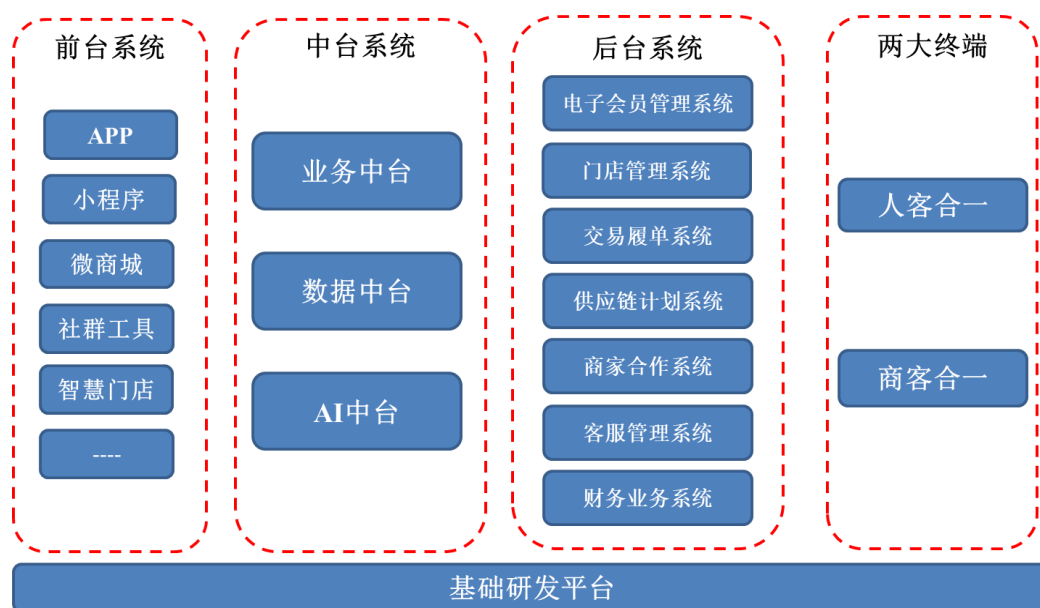 前台系统
APP
小程序
微商城
社群工具
智慧门店
----
中台系统
业务中台
数据中台
AI中台
后台系统
电子会员管理系统
门店管理系统
交易履单系统
供应链计划系统
商家合作系统
客服管理系统
财务业务系统
两大终端
人客合一
商客合一
基础研发平台